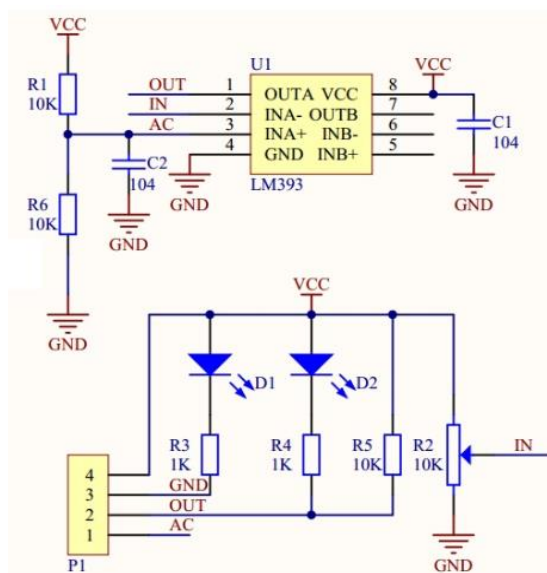 VCC
R1
10K
R6
10K
GND
C2
104
GND
U1
OUT 1 OUTA VCC 8 VCC
IN 2 INA- OUTB 7
AC 3 INA+ INB- 6
4 GND INB+ 5
GND
LM393
C1
104
GND
VCC
D1
D2
R3
1K
R4
1K
R5
10K
R2
10K
IN
4
3 GND
2 OUT
1 AC
P1
GND